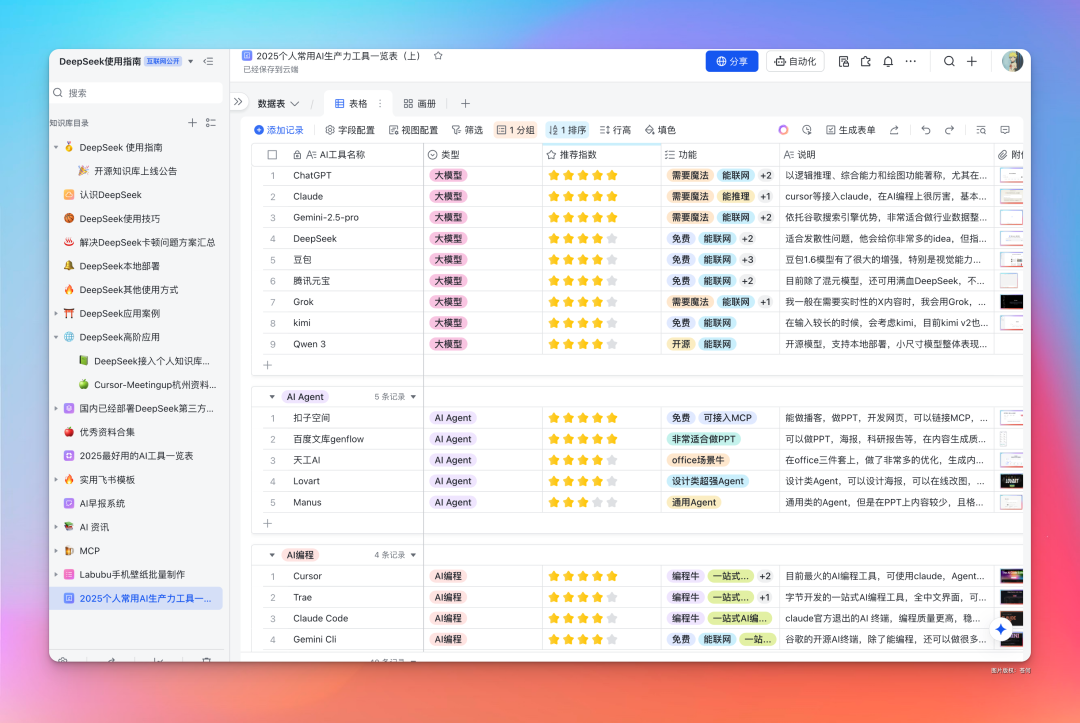 DeepSeek使用指南 互联网公开
搜索
知识库目录
DeepSeek 使用指南
开源知识库上线公告
认识DeepSeek
DeepSeek使用技巧
解决DeepSeek卡顿问题方案汇总
DeepSeek本地部署
DeepSeek其他使用方式
DeepSeek应用案例
DeepSeek高阶应用
DeepSeek接入个人知识库...
Cursor-Meetingup杭州资料...
国内已经部署DeepSeek第三方...
优秀资料合集
2025最好用的AI工具一览表
实用飞书模板
AI早报系统
AI 资讯
MCP
Labubu手机壁纸批量制作
2025个人常用AI生产力工具一...
2025个人常用AI生产力工具一览表（上）
已经保存到云端
分享 自动化
数据表 / 表格 画册
添加记录 字段配置 视图配置 筛选 1 分组 1 排序 行高 填色 生成表单
AI工具名称 类型 推荐指数 功能 说明 附
1 ChatGPT 大模型 需要魔法 能联网 +2 以逻辑推理、综合能力和绘图功能著称，尤其在...
2 Claude 大模型 需要魔法 能推理 +1 cursor等接入claude，在AI编程上很厉害，基本...
3 Gemini-2.5-pro 大模型 需要魔法 能联网 +2 依托谷歌搜索引擎优势，非常适合做行业数据整...
4 DeepSeek 大模型 免费 能联网 +2 适合发散性问题，他会给你非常多的idea，但指...
5 豆包 大模型 免费 能联网 +3 豆包1.6模型有了很大的增强，特别是视觉能力...
6 腾讯元宝 大模型 免费 能联网 +2 目前除了混元模型，还可用满血DeepSeek，不...
7 Grok 大模型 需要魔法 能联网 +1 我一般在需要实时性的X内容时，我会用Grok，...
8 kimi 大模型 免费 能联网 在输入较长的时候，会考虑kimi，目前kimi v2也...
9 Qwen 3 大模型 开源 能联网 开源模型，支持本地部署，小尺寸模型整体表现...
AI Agent 5 条记录
1 扣子空间 AI Agent 免费 可接入MCP 能做播客，做PPT，开发网页，可以链接MCP，...
2 百度文库genflow AI Agent 非常适合做PPT 可以做PPT，海报，科研报告等，在内容生成质...
3 天工AI AI Agent office场景牛 在office三件套上，做了非常多的优化，生成内...
4 Lovart AI Agent 设计类超强Agent 设计类Agent，可以设计海报，可以在线改图，...
5 Manus AI Agent 通用Agent 通用类的Agent，但是在PPT上内容较少，且格...
AI编程 4 条记录
1 Cursor AI编程 编程牛 一站式... +2 目前最火的AI编程工具，可使用claude，Agent...
2 Trae AI编程 编程牛 一站式... +1 字节开发的一站式AI编程工具，全中文界面，可...
3 Claude Code AI编程 编程牛 一站式AI编... claude官方退出的AI 终端，编程质量更高，稳...
4 Gemini Cli AI编程 免费 能联网 一站... 谷歌的开源AI终端，除了能编程，还可以做很多...